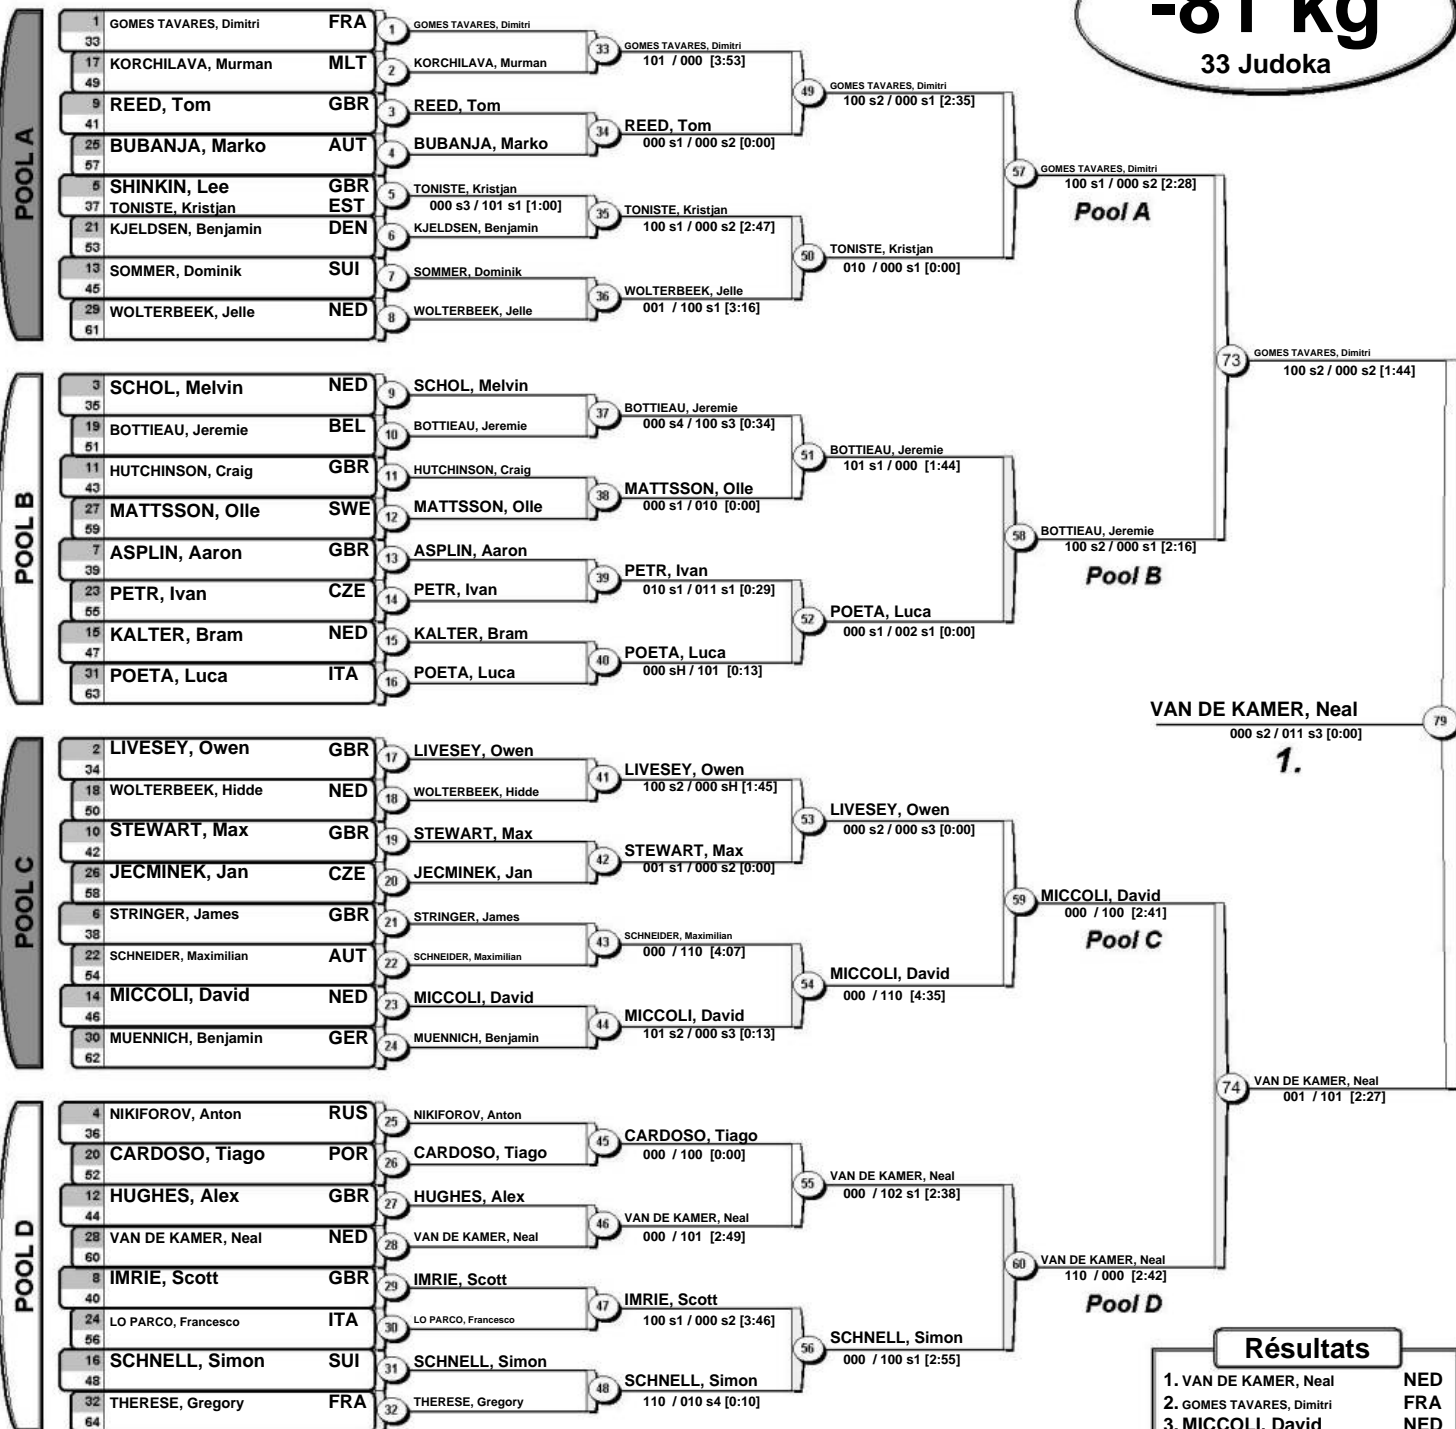 -81 kg
33 Judoka
POOL A
1 GOMES TAVARES, Dimitri FRA
33
17 KORCHILAVA, Murman MLT
49
9 REED, Tom GBR
41
25 BUBANJA, Marko AUT
57
5 SHINKIN, Lee GBR
37 TONISTE, Kristjan EST
21 KJELDSEN, Benjamin DEN
53
13 SOMMER, Dominik SUI
45
29 WOLTERBEEK, Jelle NED
61
1 GOMES TAVARES, Dimitri
2 KORCHILAVA, Murman
3 REED, Tom
4 BUBANJA, Marko
5 TONISTE, Kristjan
000 s3 / 101 s1 [1:00]
6 KJELDSEN, Benjamin
7 SOMMER, Dominik
8 WOLTERBEEK, Jelle
33 GOMES TAVARES, Dimitri
101 / 000 [3:53]
34 REED, Tom
000 s1 / 000 s2 [0:00]
35 TONISTE, Kristjan
100 s1 / 000 s2 [2:47]
36 WOLTERBEEK, Jelle
001 / 100 s1 [3:16]
49 GOMES TAVARES, Dimitri
100 s2 / 000 s1 [2:35]
50 TONISTE, Kristjan
010 / 000 s1 [0:00]
57 GOMES TAVARES, Dimitri
100 s1 / 000 s2 [2:28]
Pool A
POOL B
3 SCHOL, Melvin NED
35
19 BOTTIEAU, Jeremie BEL
51
11 HUTCHINSON, Craig GBR
43
27 MATTSSON, Olle SWE
59
7 ASPLIN, Aaron GBR
39
23 PETR, Ivan CZE
55
15 KALTER, Bram NED
47
31 POETA, Luca ITA
63
9 SCHOL, Melvin
10 BOTTIEAU, Jeremie
11 HUTCHINSON, Craig
12 MATTSSON, Olle
13 ASPLIN, Aaron
14 PETR, Ivan
15 KALTER, Bram
16 POETA, Luca
37 BOTTIEAU, Jeremie
000 s4 / 100 s3 [0:34]
38 MATTSSON, Olle
000 s1 / 010 [0:00]
39 PETR, Ivan
010 s1 / 011 s1 [0:29]
40 POETA, Luca
000 sH / 101 [0:13]
51 BOTTIEAU, Jeremie
101 s1 / 000 [1:44]
52 POETA, Luca
000 s1 / 002 s1 [0:00]
58 BOTTIEAU, Jeremie
100 s2 / 000 s1 [2:16]
Pool B
73 GOMES TAVARES, Dimitri
100 s2 / 000 s2 [1:44]
VAN DE KAMER, Neal 79
000 s2 / 011 s3 [0:00]
1.
POOL C
2 LIVESEY, Owen GBR
34
18 WOLTERBEEK, Hidde NED
50
10 STEWART, Max GBR
42
26 JECMINEK, Jan CZE
58
6 STRINGER, James GBR
38
22 SCHNEIDER, Maximilian AUT
54
14 MICCOLI, David NED
46
30 MUENNICH, Benjamin GER
62
17 LIVESEY, Owen
18 WOLTERBEEK, Hidde
19 STEWART, Max
20 JECMINEK, Jan
21 STRINGER, James
22 SCHNEIDER, Maximilian
23 MICCOLI, David
24 MUENNICH, Benjamin
41 LIVESEY, Owen
100 s2 / 000 sH [1:45]
42 STEWART, Max
001 s1 / 000 s2 [0:00]
43 SCHNEIDER, Maximilian
000 / 110 [4:07]
44 MICCOLI, David
101 s2 / 000 s3 [0:13]
53 LIVESEY, Owen
000 s2 / 000 s3 [0:00]
54 MICCOLI, David
000 / 110 [4:35]
59 MICCOLI, David
000 / 100 [2:41]
Pool C
POOL D
4 NIKIFOROV, Anton RUS
36
20 CARDOSO, Tiago POR
52
12 HUGHES, Alex GBR
44
28 VAN DE KAMER, Neal NED
60
8 IMRIE, Scott GBR
40
24 LO PARCO, Francesco ITA
56
16 SCHNELL, Simon SUI
48
32 THERESE, Gregory FRA
64
25 NIKIFOROV, Anton
26 CARDOSO, Tiago
27 HUGHES, Alex
28 VAN DE KAMER, Neal
29 IMRIE, Scott
30 LO PARCO, Francesco
31 SCHNELL, Simon
32 THERESE, Gregory
45 CARDOSO, Tiago
000 / 100 [0:00]
46 VAN DE KAMER, Neal
000 / 101 [2:49]
47 IMRIE, Scott
100 s1 / 000 s2 [3:46]
48 SCHNELL, Simon
110 / 010 s4 [0:10]
55 VAN DE KAMER, Neal
000 / 102 s1 [2:38]
56 SCHNELL, Simon
000 / 100 s1 [2:55]
60 VAN DE KAMER, Neal
110 / 000 [2:42]
Pool D
74 VAN DE KAMER, Neal
001 / 101 [2:27]
Résultats
1. VAN DE KAMER, Neal NED
2. GOMES TAVARES, Dimitri FRA
3. MICCOLI, David NED